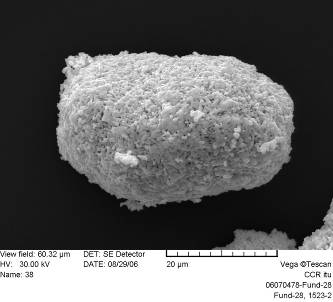 View field: 60.32 µm DET: SE Detector
HV: 30.00 kV DATE: 08/29/06 20 µm Vega ©Tescan
Name: 38 CCR itu
06070478-Fund-25
Fund-28, 1523-2